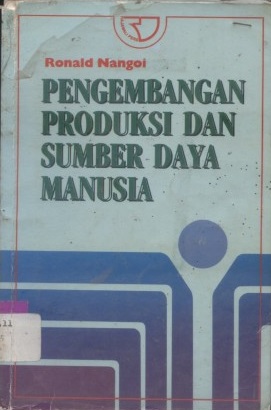 Ronald Nangoi
PENGEMBANGAN
PRODUKSI DAN
SUMBER DAYA
MANUSIA